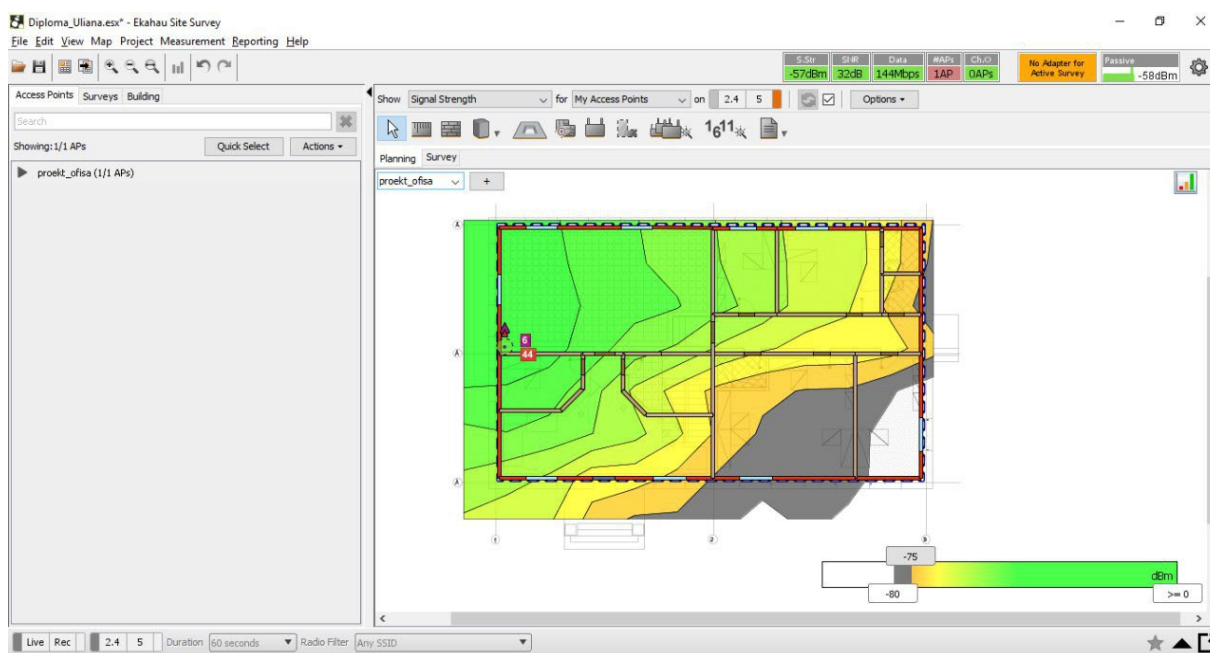 Diploma_Uliana.esx* - Ekahau Site Survey
File Edit View Map Project Measurement Reporting Help
S.Str SNR Data #APs Ch.O
-57dBm 32dB 144Mbps 1AP 0APs
No Adapter for
Active Survey
Passive
-58dBm
Access Points Surveys Building
Show Signal Strength for My Access Points on 2.4 5 Options
Search
1611
Showing: 1/1 APs Quick Select Actions
Planning Survey
proekt_ofisa (1/1 APs)
proekt_ofisa +
6
44
1 2 3
-75
dBm
-80 >= 0
Live Rec 2.4 5 Duration 60 seconds Radio Filter Any SSID